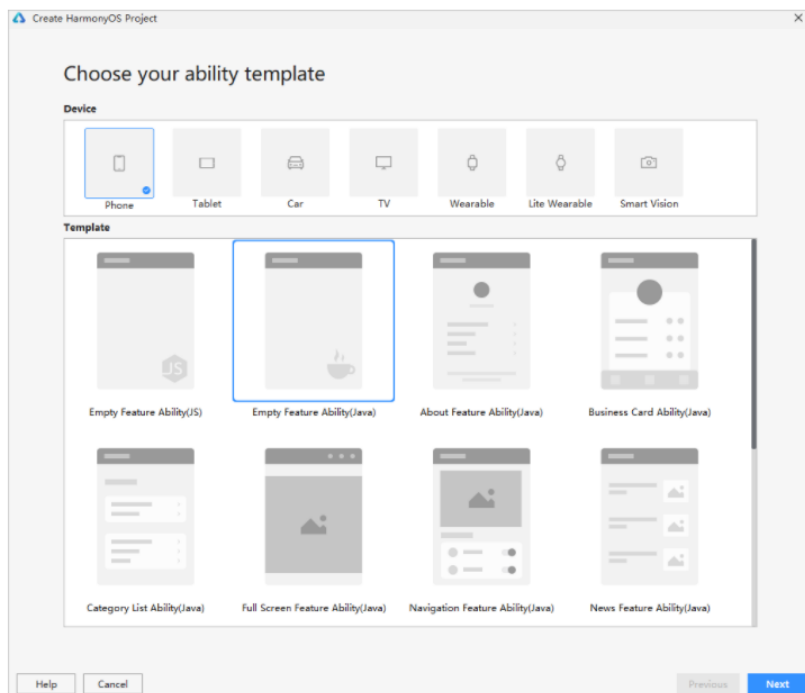 Create HarmonyOS Project
Choose your ability template
Device
Phone Tablet Car TV Wearable Lite Wearable Smart Vision
Template
JS
Empty Feature Ability(JS) Empty Feature Ability(Java) About Feature Ability(Java) Business Card Ability(Java)
Category List Ability(Java) Full Screen Feature Ability(Java) Navigation Feature Ability(Java) News Feature Ability(Java)
Help Cancel Previous Next